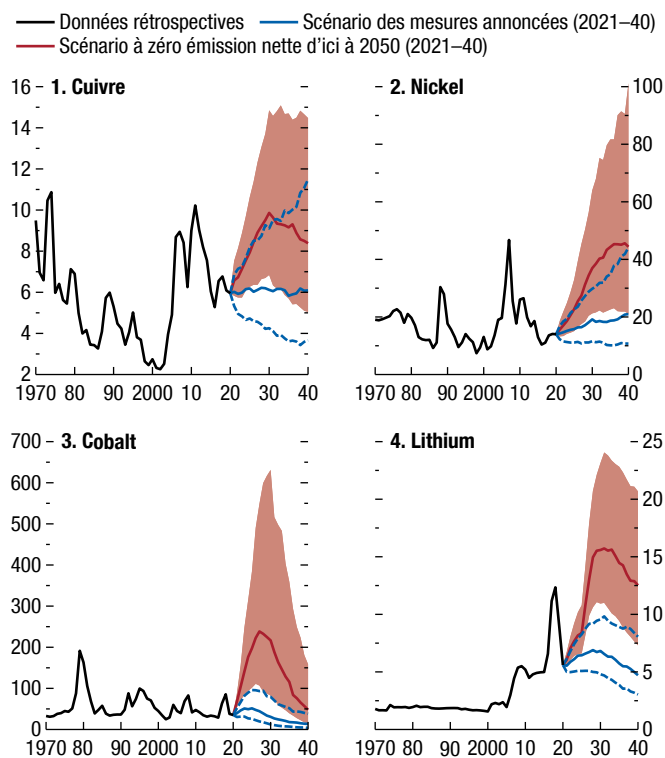 Données rétrospectives Scénario des mesures annoncées (2021–40)
Scénario à zéro émission nette d'ici à 2050 (2021–40)
1. Cuivre
16
14
12
10
8
6
4
2
1970 80 90 2000 10 20 30 40
2. Nickel
100
80
60
40
20
0
1970 80 90 2000 10 20 30 40
3. Cobalt
700
600
500
400
300
200
100
0
1970 80 90 2000 10 20 30 40
4. Lithium
25
20
15
10
5
0
1970 80 90 2000 10 20 30 40